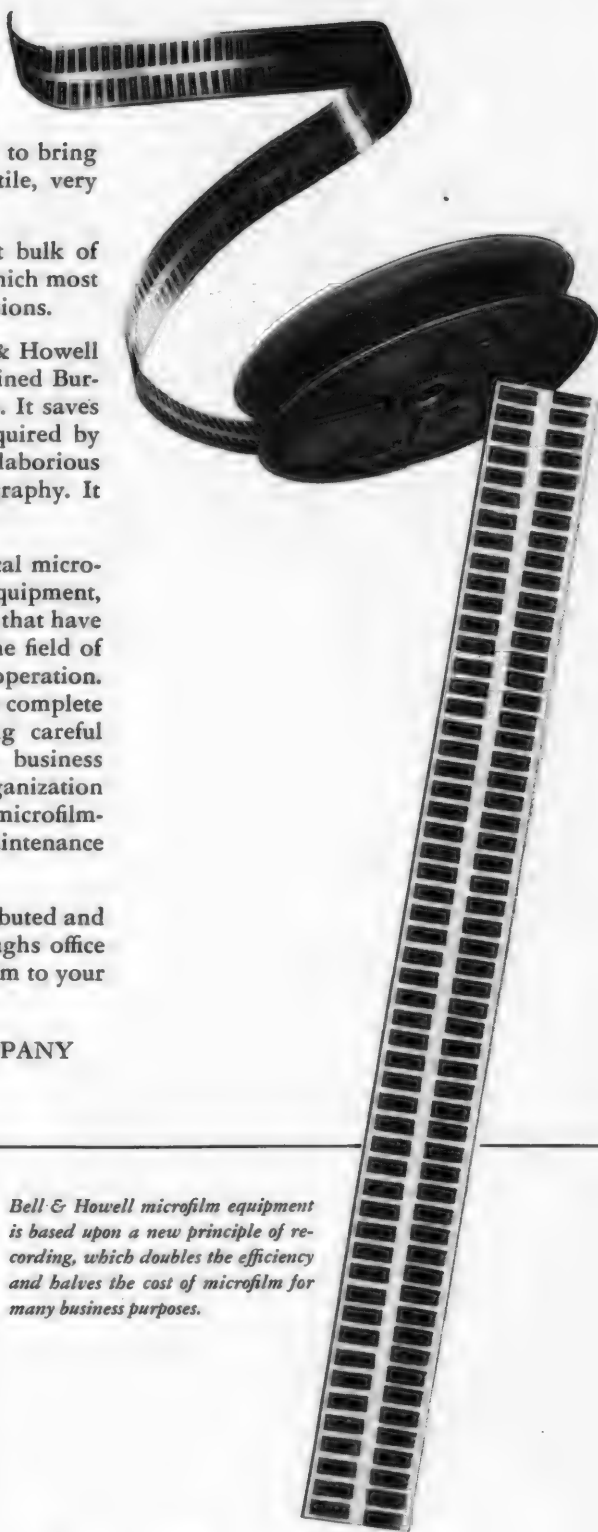 to bring
tile, very
t bulk of
hich most
ions.
& Howell
ined Bur-
. It saves
quired by
laborious
raphy. It
cal micro-
quipment,
that have
he field of
operation.
complete
g careful
business
ganization
microfilm-
intenance
buted and
ughs office
m to your
PANY
Bell & Howell microfilm equipment
is based upon a new principle of re-
cording, which doubles the efficiency
and halves the cost of microfilm for
many business purposes.